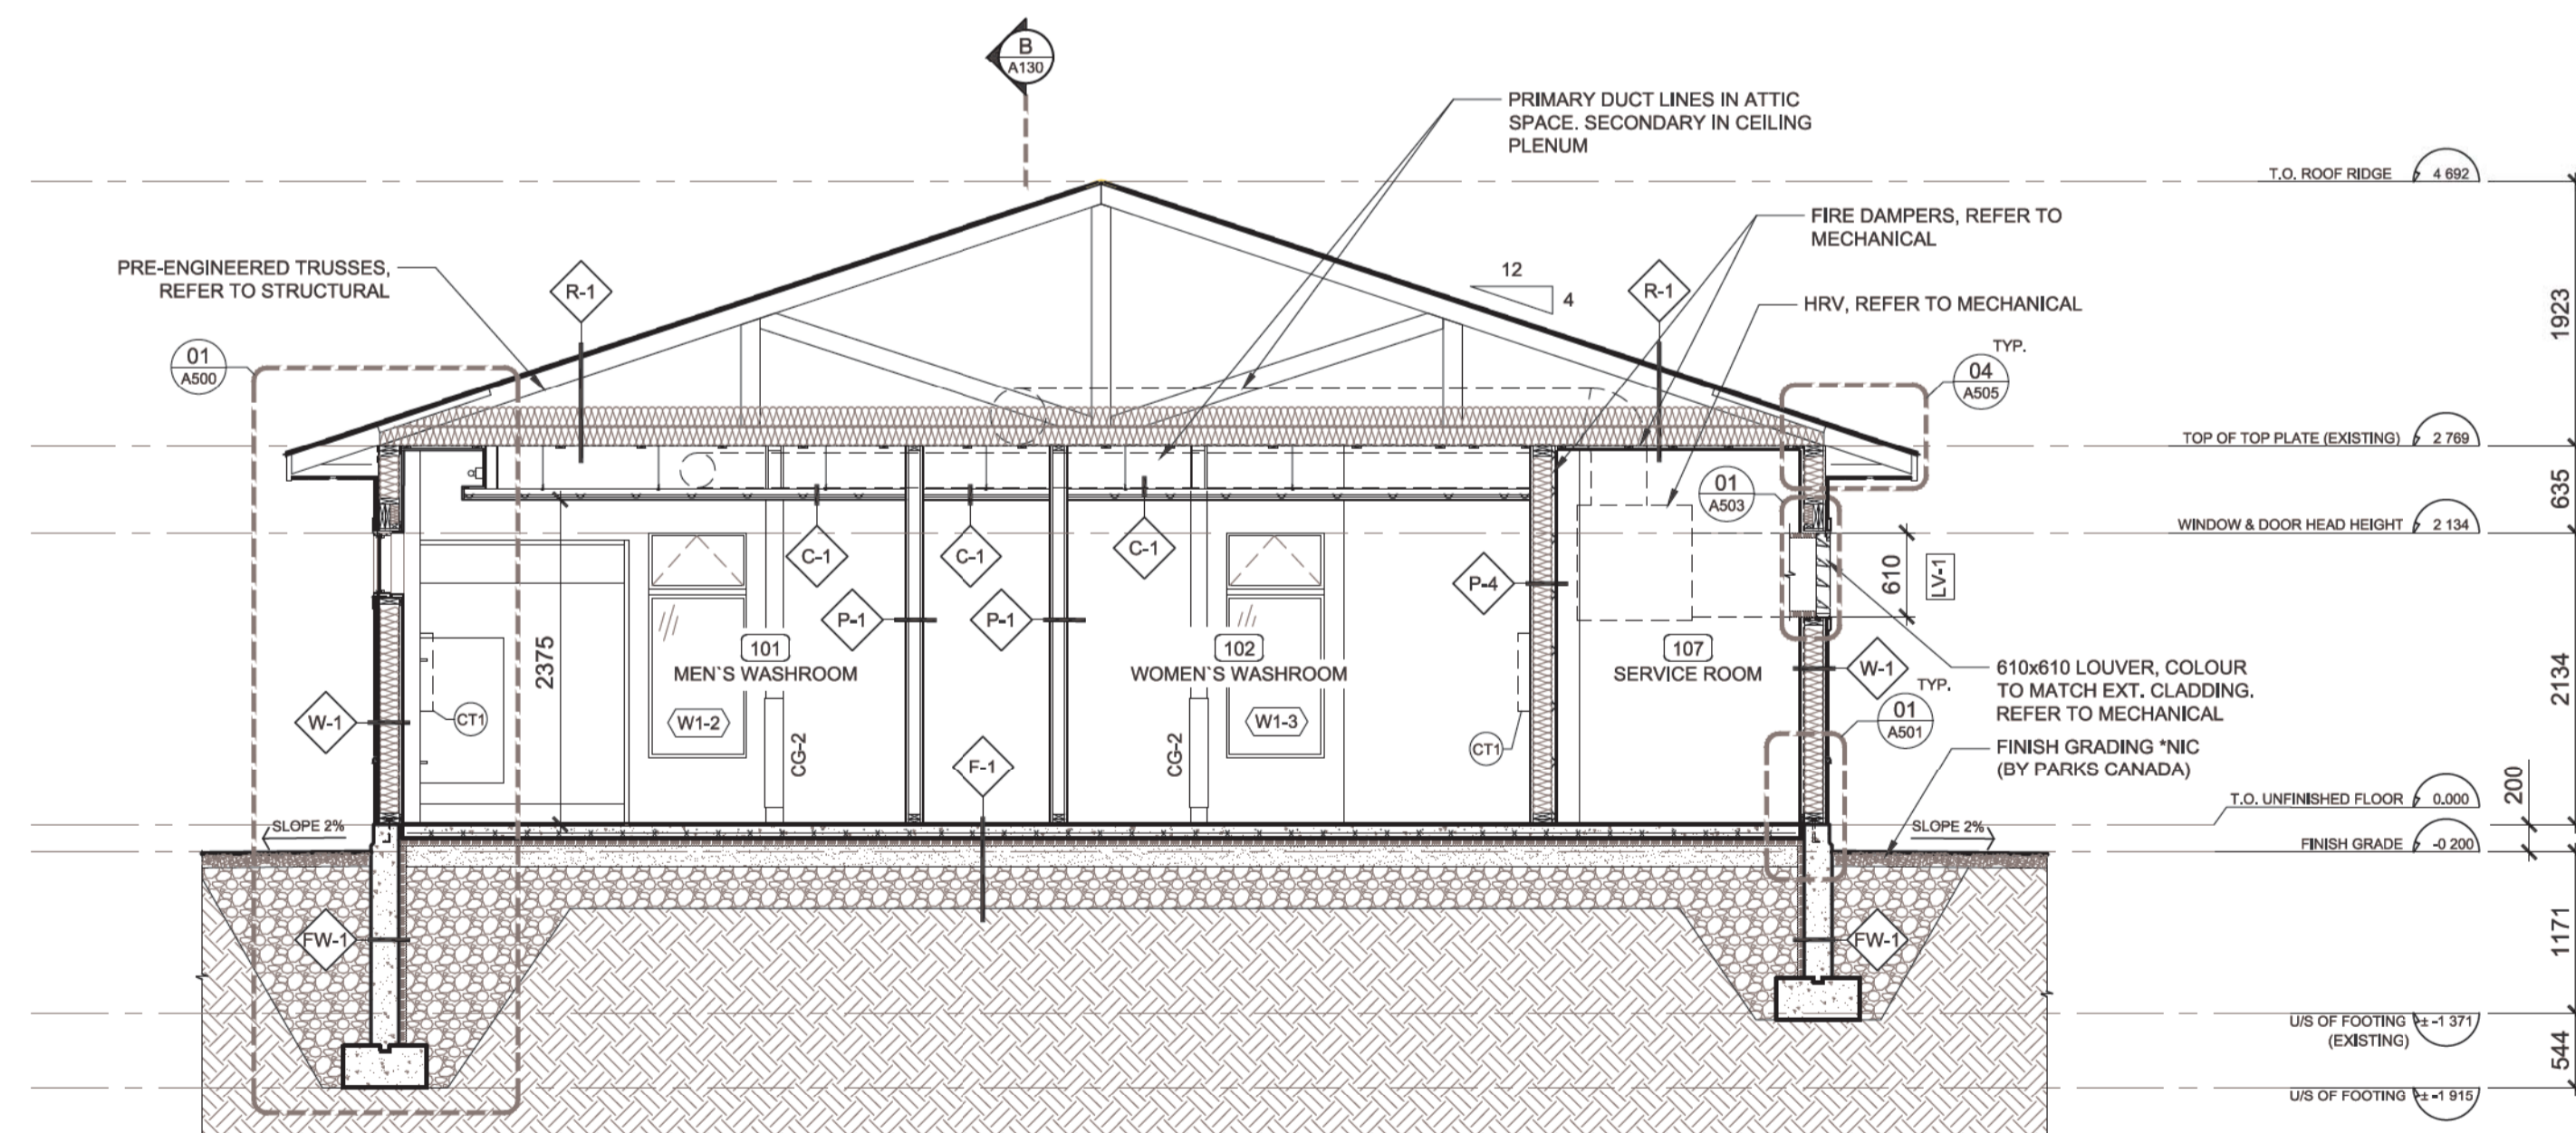 B
A130
PRIMARY DUCT LINES IN ATTIC
SPACE. SECONDARY IN CEILING
PLENUM
T.O. ROOF RIDGE 4 692
FIRE DAMPERS, REFER TO
MECHANICAL
PRE-ENGINEERED TRUSSES,
REFER TO STRUCTURAL
R-1
12
4
R-1
HRV, REFER TO MECHANICAL
1923
01
A500
TYP.
04
A505
TOP OF TOP PLATE (EXISTING) 2 769
01
A503
635
WINDOW & DOOR HEAD HEIGHT 2 134
C-1
C-1
C-1
P-4
610
LV-1
P-1
P-1
2375
101
MEN`S WASHROOM
102
WOMEN`S WASHROOM
107
SERVICE ROOM
W-1
TYP.
610x610 LOUVER, COLOUR
TO MATCH EXT. CLADDING.
REFER TO MECHANICAL
2134
W-1
CT1
W1-2
CG-2
F-1
CG-2
W1-3
CT1
01
A501
FINISH GRADING *NIC
(BY PARKS CANADA)
T.O. UNFINISHED FLOOR 0.000
200
SLOPE 2%
SLOPE 2%
FINISH GRADE -0 200
FW-1
FW-1
1171
U/S OF FOOTING ±-1 371
(EXISTING)
544
U/S OF FOOTING ±-1 915